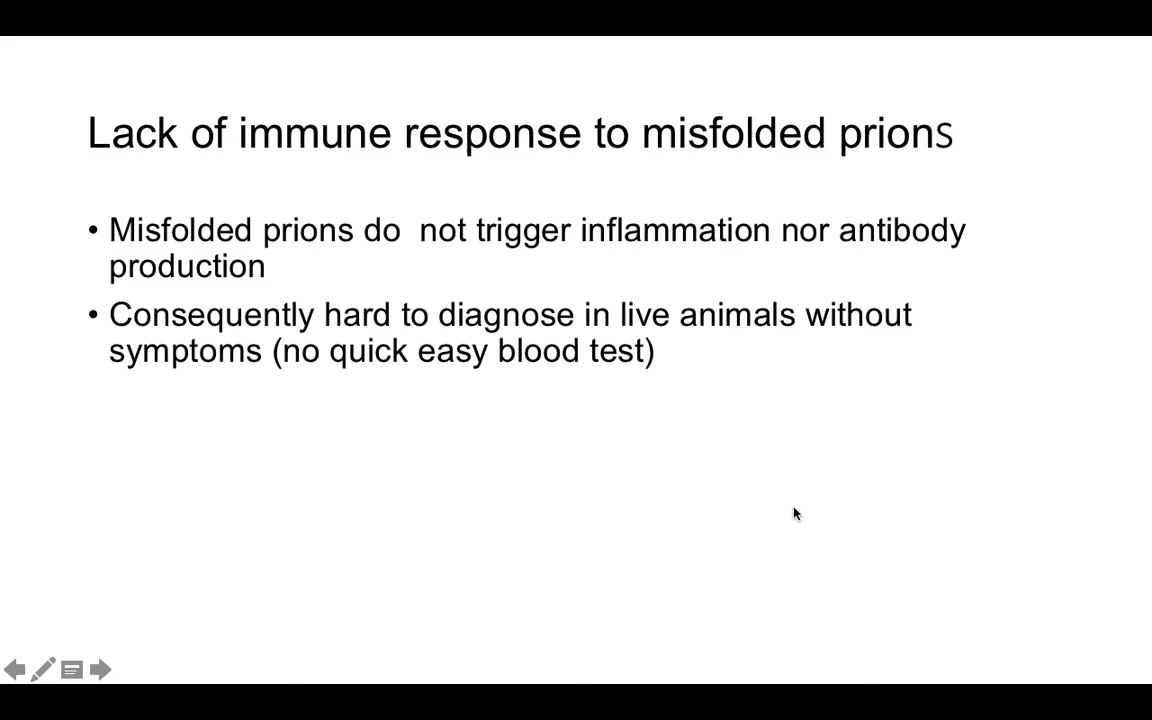 Lack of immune response to misfolded prions
• Misfolded prions do  not trigger inflammation nor antibody
production
• Consequently hard to diagnose in live animals without
symptoms (no quick easy blood test)